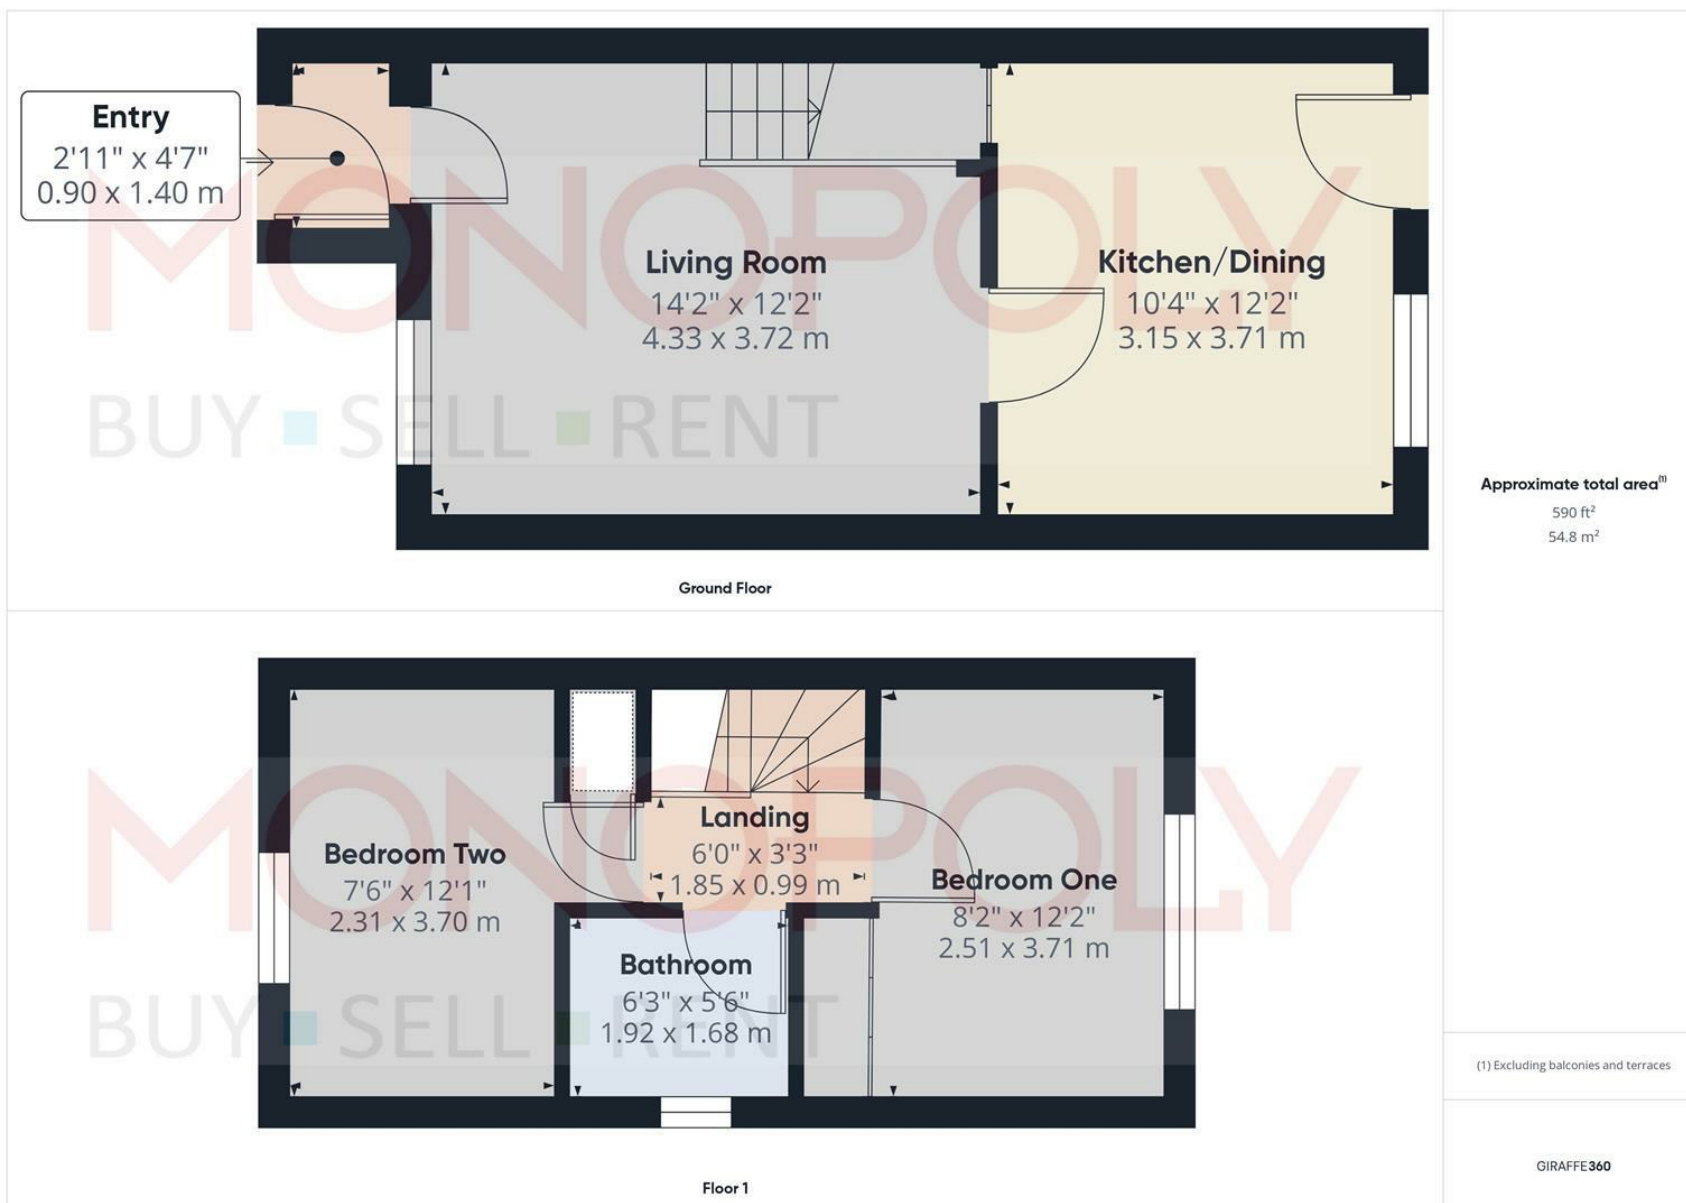 Entry
2'11" x 4'7"
0.90 x 1.40 m
Living Room
14'2" x 12'2"
4.33 x 3.72 m
Kitchen/Dining
10'4" x 12'2"
3.15 x 3.71 m
MONOPOLY
BUY SELL RENT
Ground Floor
Approximate total area(1)
590 ft²
54.8 m²
Bedroom Two
7'6" x 12'1"
2.31 x 3.70 m
Landing
6'0" x 3'3"
1.85 x 0.99 m
Bedroom One
8'2" x 12'2"
2.51 x 3.71 m
Bathroom
6'3" x 5'6"
1.92 x 1.68 m
MONOPOLY
BUY SELL RENT
Floor 1
(1) Excluding balconies and terraces
GIRAFFE360